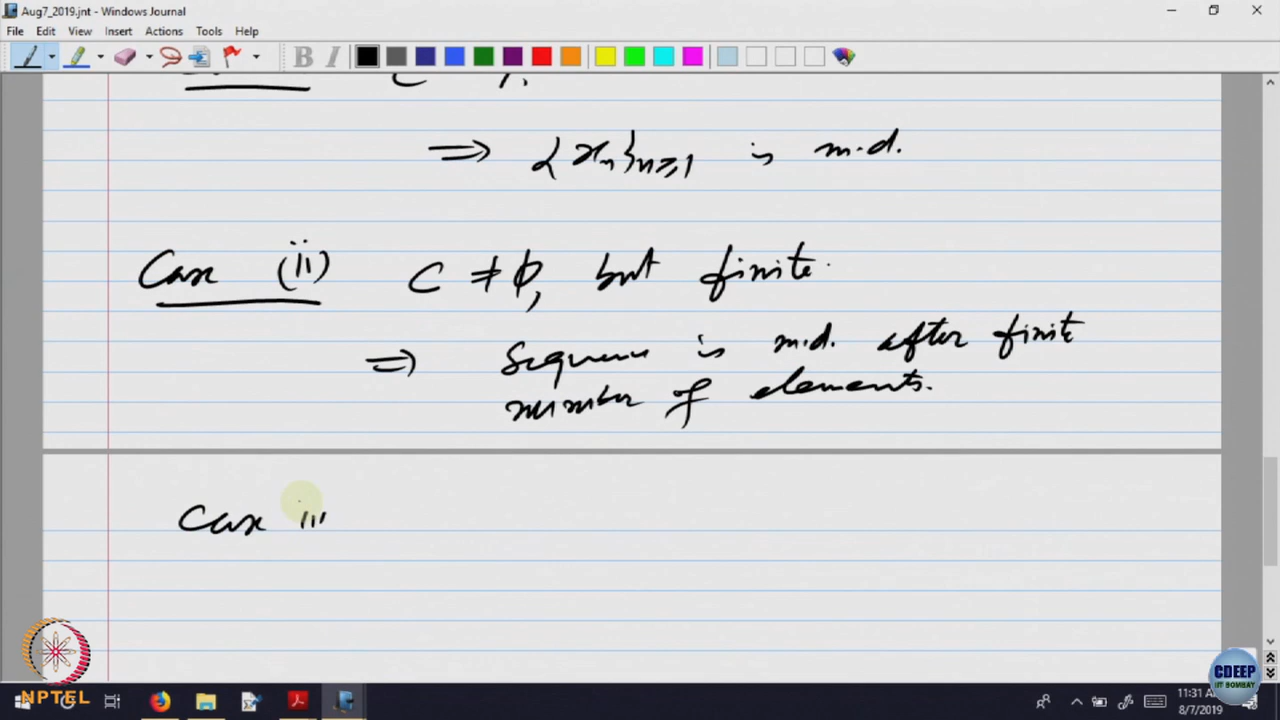 Aug7_2019.jnt - Windows Journal
File Edit View Insert Actions Tools Help
B I
⇒ {xn}n≥1 is m.d.
Case (ii) C ≠ ϕ, but finite.
⇒ Sequence is m.d. after finite
number of elements.
Case iii
NPTEL
CDEEP
IIT BOMBAY
11:31 A
8/7/2019